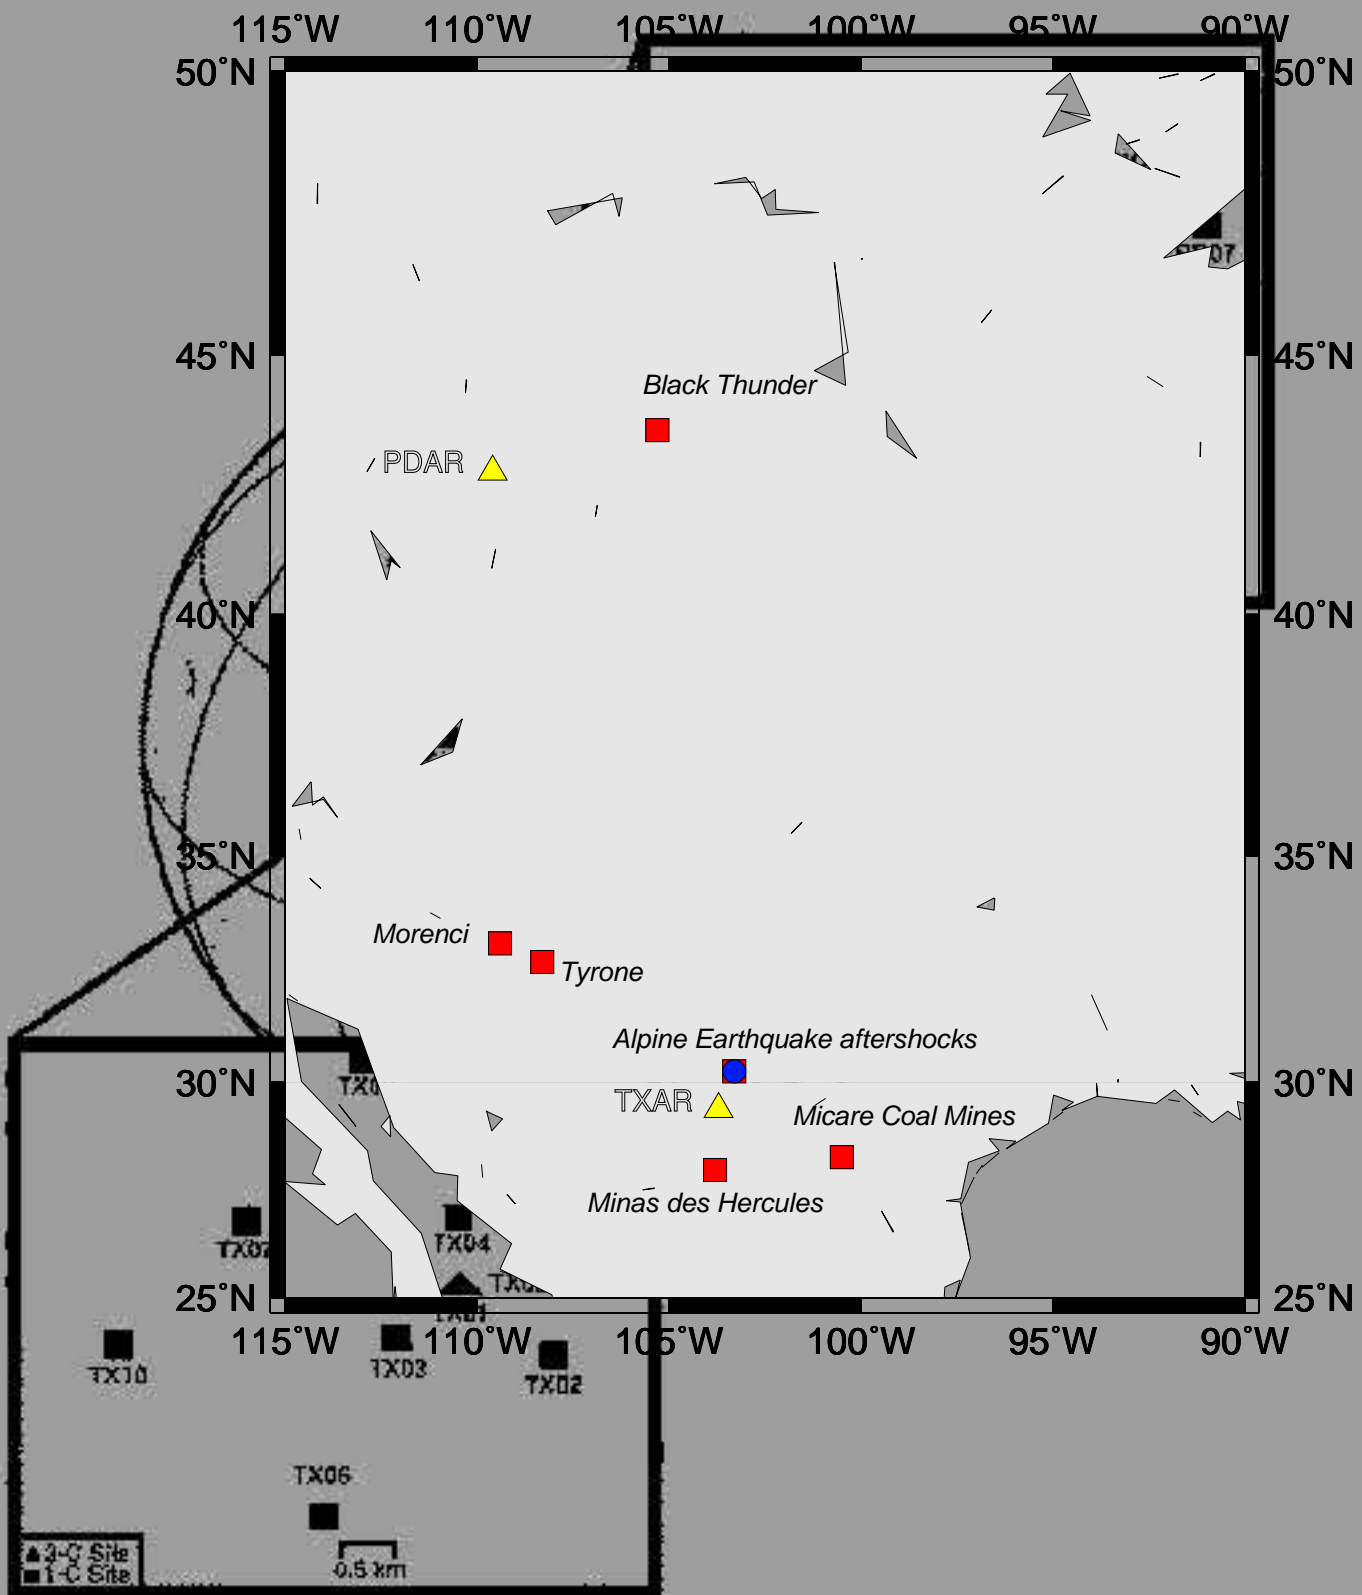 115°W 110°W 105°W 100°W 95°W 90°W
50°N 50°N
07
45°N 45°N
Black Thunder
PDAR
40°N 40°N
35°N 35°N
Morenci
Tyrone
Alpine Earthquake aftershocks
30°N 30°N
TXAR
Micare Coal Mines
Minas des Hercules
TX04
25°N 25°N
TX01
115°W 110°W 105°W 100°W 95°W 90°W
TX10
TX03
TX02
TX06
3-C Site
1-C Site
0.5 km